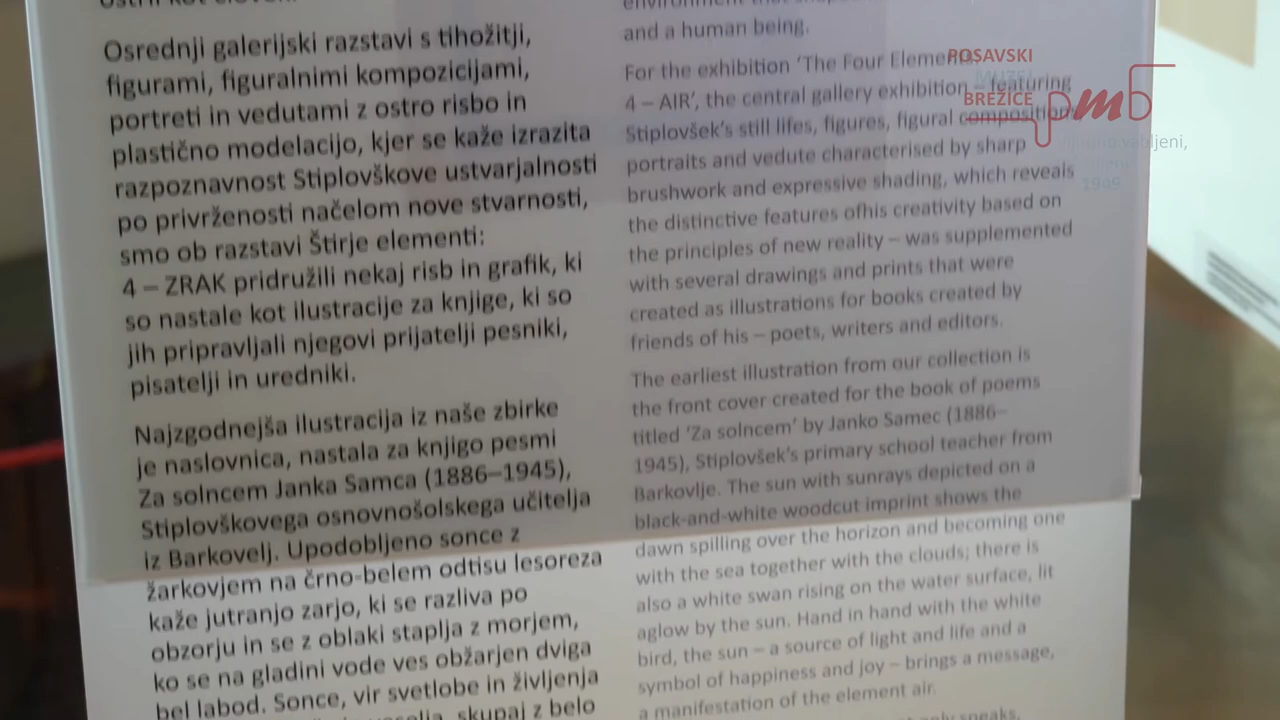 Osrednji galerijski razstavi s tihožitji,
figurami, figuralnimi kompozicijami,
portreti in vedutami z ostro risbo in
plastično modelacijo, kjer se kaže izrazita
razpoznavnost Stiplovškove ustvarjalnosti
po privrženosti načelom nove stvarnosti,
smo ob razstavi Štirje elementi:
4 – ZRAK pridružili nekaj risb in grafik, ki
so nastale kot ilustracije za knjige, ki so
jih pripravljali njegovi prijatelji pesniki,
pisatelji in uredniki.
Najzgodnejša ilustracija iz naše zbirke
je naslovnica, nastala za knjigo pesmi
Za solncem Janka Samca (1886–1945),
Stiplovškovega osnovnošolskega učitelja
iz Barkovelj. Upodobljeno sonce z
žarkovjem na črno-belem odtisu lesoreza
kaže jutranjo zarjo, ki se razliva po
obzorju in se z oblaki staplja z morjem,
ko se na gladini vode ves obžarjen dviga
bel labod. Sonce, vir svetlobe in življenja
skupaj z belo
and a human being.
For the exhibition ‘The Four Elements:
4 – AIR’, the central gallery exhibition – featuring
Stiplovšek’s still lifes, figures, figural compositions,
portraits and vedute characterised by sharp
brushwork and expressive shading, which reveals
the distinctive features ofhis creativity based on
the principles of new reality – was supplemented
with several drawings and prints that were
created as illustrations for books created by
friends of his – poets, writers and editors.
The earliest illustration from our collection is
the front cover created for the book of poems
titled ‘Za solncem’ by Janko Samec (1886–
1945), Stiplovšek’s primary school teacher from
Barkovlje. The sun with sunrays depicted on a
black-and-white woodcut imprint shows the
dawn spilling over the horizon and becoming one
with the sea together with the clouds; there is
also a white swan rising on the water surface, lit
aglow by the sun. Hand in hand with the white
bird, the sun – a source of light and life and a
symbol of happiness and joy – brings a message,
a manifestation of the element air.
POSAVSKI
MUZEJ
BREŽICE
pmb
1949